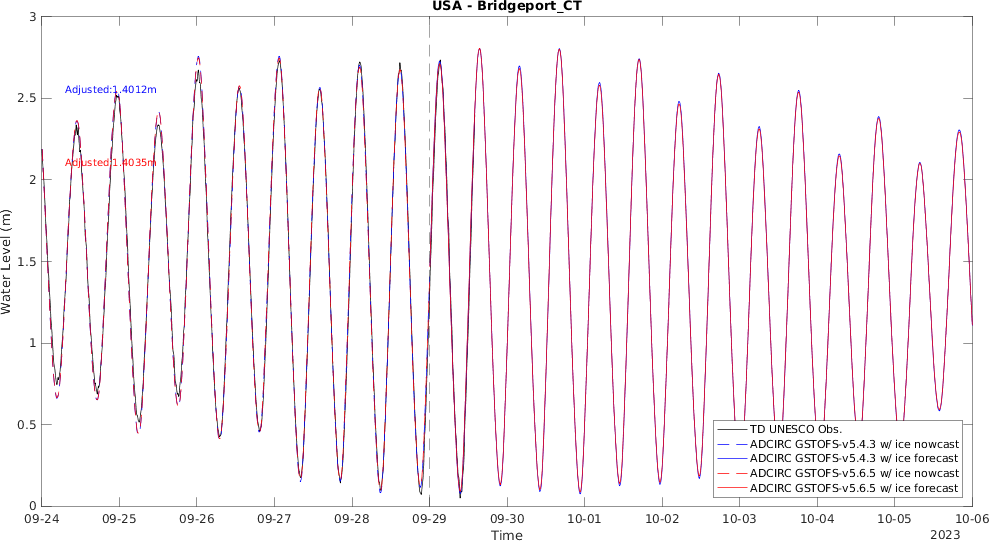 USA - Bridgeport_CT
3
2.5
2
1.5
1
0.5
0
Water Level (m)
Adjusted:1.4012m
Adjusted:1.4035m
TD UNESCO Obs.
ADCIRC GSTOFS-v5.4.3 w/ ice nowcast
ADCIRC GSTOFS-v5.4.3 w/ ice forecast
ADCIRC GSTOFS-v5.6.5 w/ ice nowcast
ADCIRC GSTOFS-v5.6.5 w/ ice forecast
09-24 09-25 09-26 09-27 09-28 09-29 09-30 10-01 10-02 10-03 10-04 10-05 10-06
Time
2023